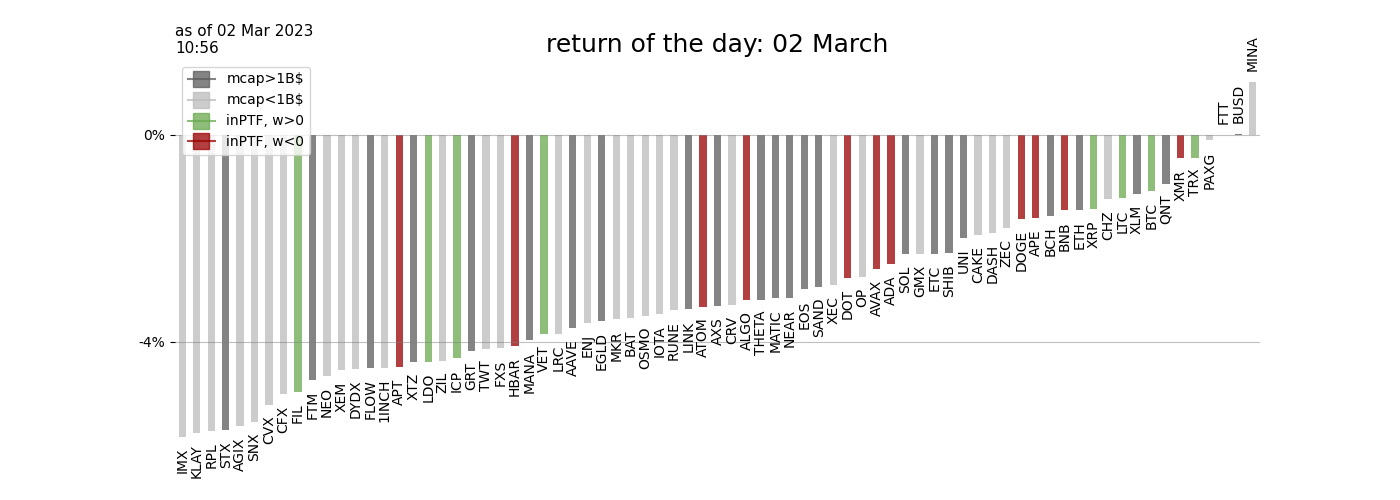 as of 02 Mar 2023
10:56
return of the day: 02 March
mcap>1B$
mcap<1B$
inPTF, w>0
inPTF, w<0
0%
-4%
IMX
KLAY
RPL
STX
AGIX
SNX
CVX
CFX
FIL
FTM
NEO
XEM
DYDX
FLOW
1INCH
APT
XTZ
LDO
ZIL
ICP
GRT
TWT
FXS
HBAR
MANA
VET
LRC
AAVE
ENJ
EGLD
MKR
BAT
OSMO
IOTA
RUNE
LINK
ATOM
AXS
CRV
ALGO
THETA
MATIC
NEAR
EOS
SAND
XEC
DOT
OP
AVAX
ADA
SOL
GMX
ETC
SHIB
UNI
CAKE
DASH
ZEC
DOGE
APE
BCH
BNB
ETH
XRP
CHZ
LTC
XLM
BTC
QNT
XMR
TRX
PAXG
FTT
BUSD
MINA